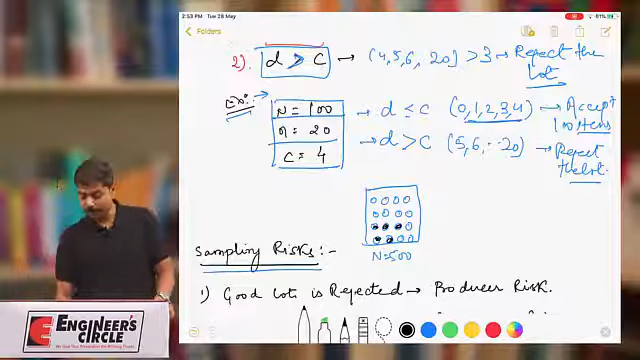 2:53 PM Tue 28 May
61%
Folders
2). d > c → (4,5,6, 20) > 3 → Reject the
Lot
Ex:- →
N = 100 → d ≤ c (0,1,2,3,4) → Accept
100 items
n = 20 → d > c (5,6, - - 20) → Reject
the lot.
c = 4
N=500
Sampling Risks:-
1) Good Lots is Rejected → Producer Risk.
ENGINEER'S
CIRCLE